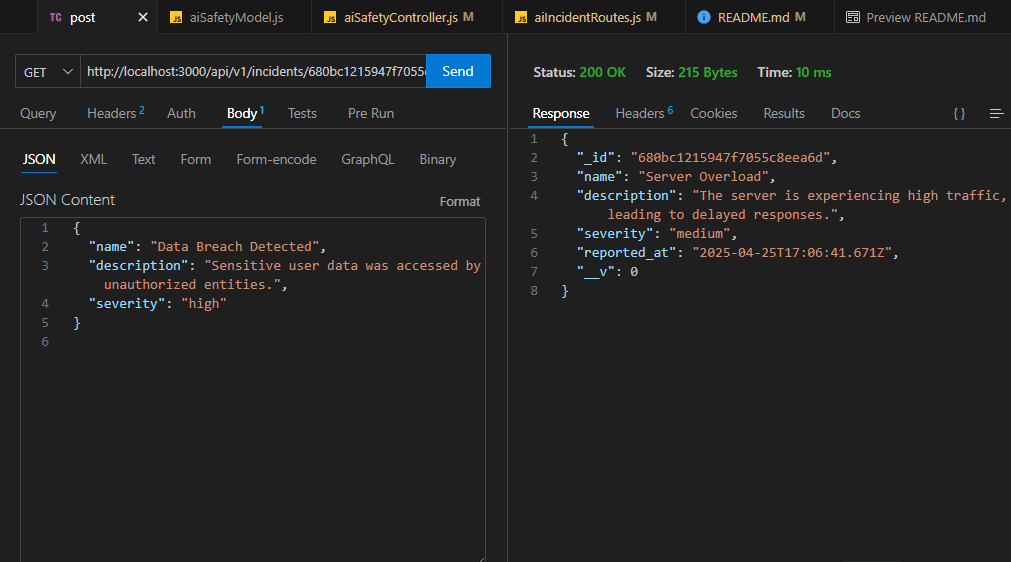 TC post × JS aiSafetyModel.js JS aiSafetyController.js M JS aiIncidentRoutes.js M README.md M Preview README.md
GET http://localhost:3000/api/v1/incidents/680bc1215947f7055c Send
Query Headers 2 Auth Body 1 Tests Pre Run
JSON XML Text Form Form-encode GraphQL Binary
JSON Content Format
1 {
2 "name": "Data Breach Detected",
3 "description": "Sensitive user data was accessed by
unauthorized entities.",
4 "severity": "high"
5 }
6
Status: 200 OK Size: 215 Bytes Time: 10 ms
Response Headers 6 Cookies Results Docs { }
1 {
2 "_id": "680bc1215947f7055c8eea6d",
3 "name": "Server Overload",
4 "description": "The server is experiencing high traffic,
leading to delayed responses.",
5 "severity": "medium",
6 "reported_at": "2025-04-25T17:06:41.671Z",
7 "__v": 0
8 }